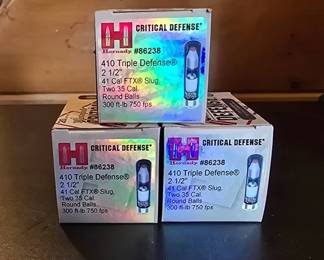 H
Hornady
CRITICAL DEFENSE®
#86238
410 Triple Defense®
2 1/2"
41 Cal FTX® Slug,
Two 35 Cal.
Round Balls
300 ft-lb 750 fps
H
Hornady
CRITICAL DEFENSE®
#86238
410 Triple Defense®
2 1/2"
41 Cal FTX® Slug,
Two 35 Cal.
Round Balls
300 ft-lb 750 fps
H
Hornady
CRITICAL DEFENSE®
#86238
410 Triple Defense®
2 1/2"
41 Cal FTX® Slug,
Two 35 Cal.
Round Balls
300 ft-lb 750 fps